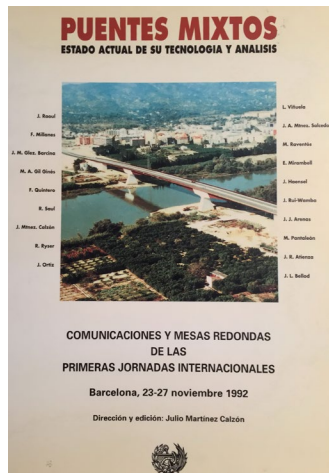 PUENTES MIXTOS
ESTADO ACTUAL DE SU TECNOLOGIA Y ANALISIS
J. Raoul
F. Millanes
J. M. Glez. Barcina
M. A. Gil Ginés
F. Quintero
R. Saul
J. Mtnez. Calzón
R. Ryser
J. Ortiz
L. Viñuela
J. A. Mtnez. Salcedo
M. Raventós
E. Mirambell
J. Haensel
J. Rui-Wamba
J. J. Arenas
M. Pantaleón
J. R. Atienza
J. L. Bellod
COMUNICACIONES Y MESAS REDONDAS
DE LAS
PRIMERAS JORNADAS INTERNACIONALES
Barcelona, 23-27 noviembre 1992
Dirección y edición: Julio Martínez Calzón